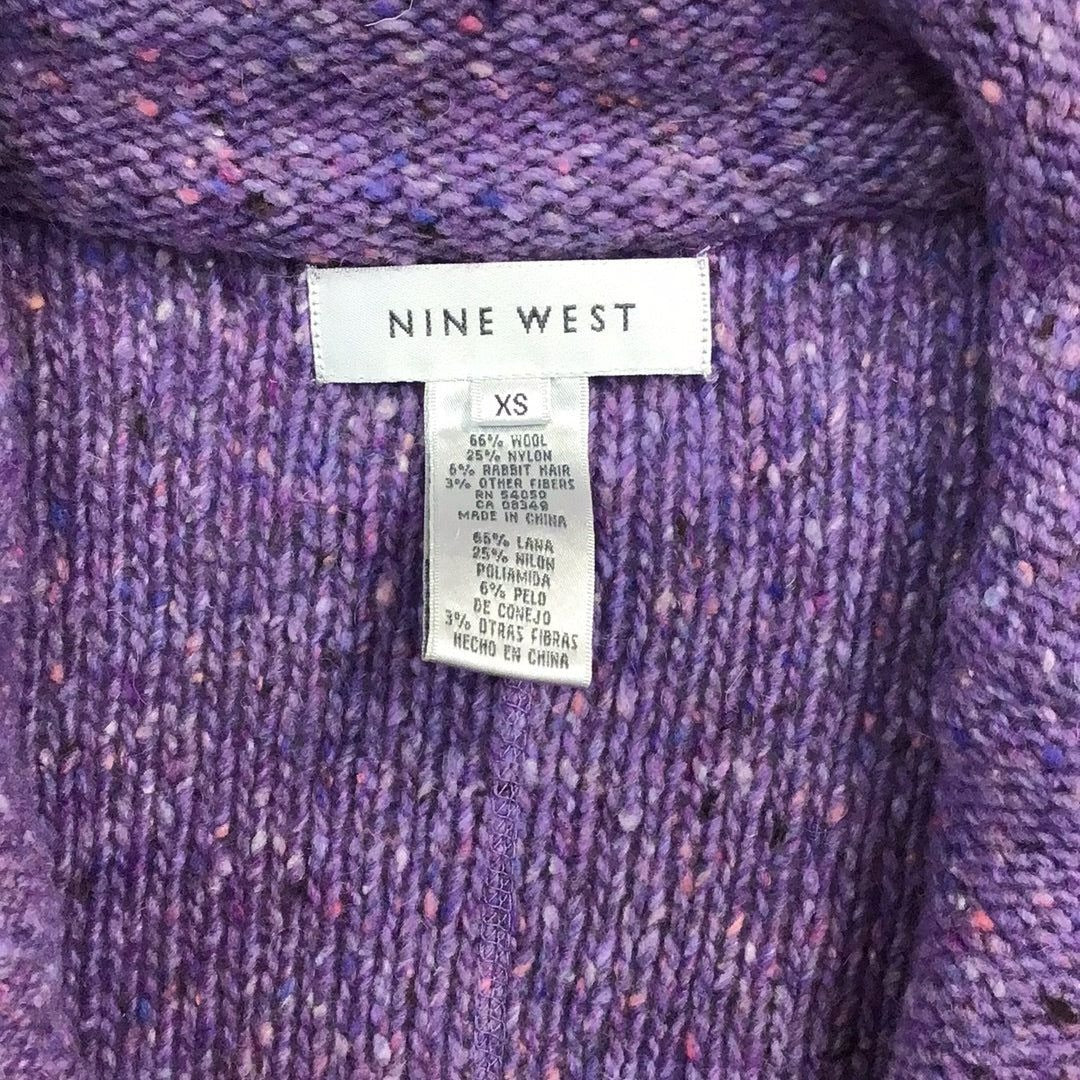 NINE WEST
XS
66% WOOL
25% NYLON
6% RABBIT HAIR
3% OTHER FIBERS
RN 54050
CA 08349
MADE IN CHINA
66% LANA
25% NILON
POLIAMIDA
6% PELO
DE CONEJO
3% OTRAS FIBRAS
HECHO EN CHINA